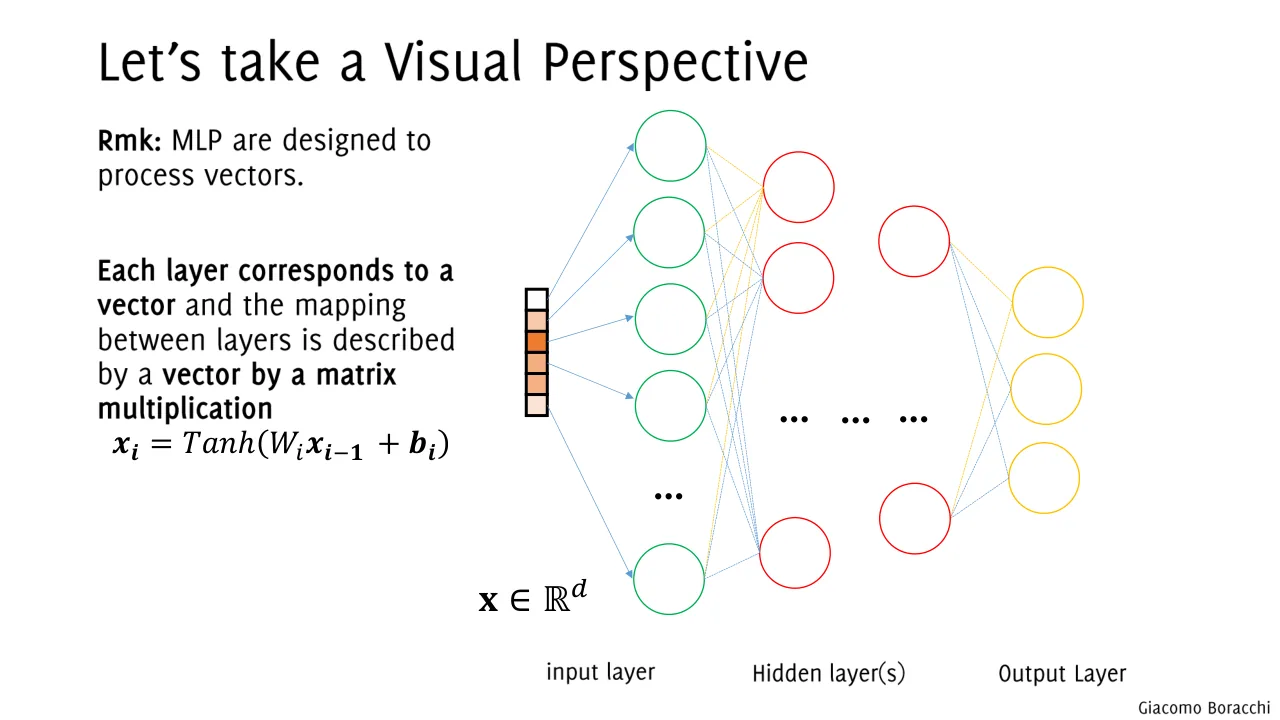 Let's take a Visual Perspective
Rmk: MLP are designed to
process vectors.
Each layer corresponds to a
vector and the mapping
between layers is described
by a vector by a matrix
multiplication
𝒙ᵢ = Tanh(Wᵢ𝒙ᵢ₋₁ + 𝒃ᵢ)
... ... ...
...
𝐱 ∈ ℝᵈ
input layer
Hidden layer(s)
Output Layer
Giacomo Boracchi